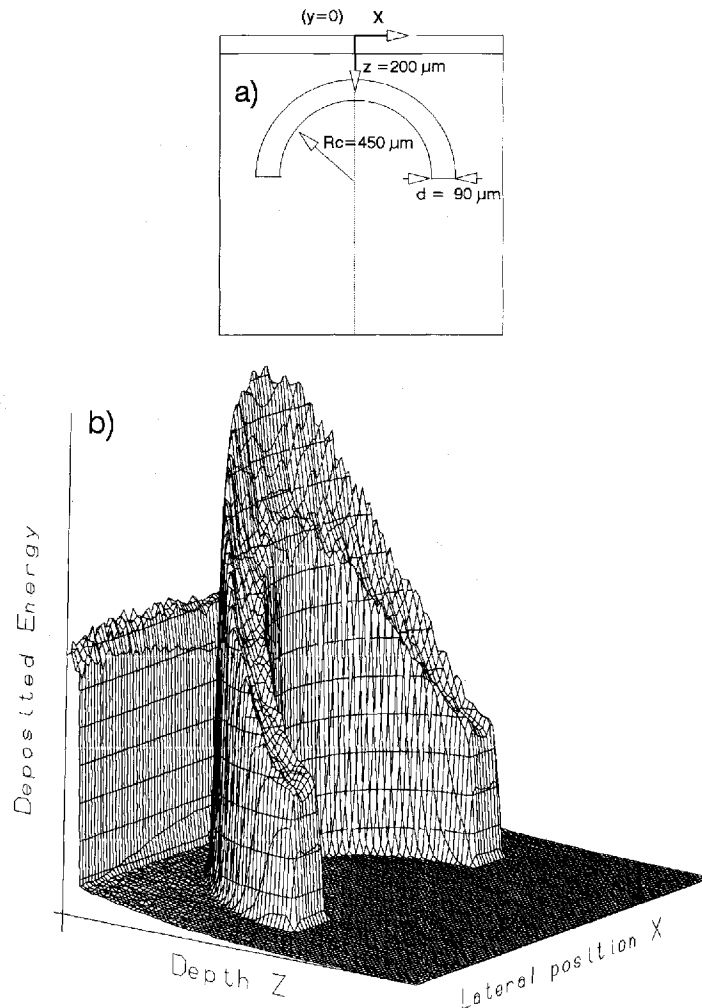 (y=0) X
z =200 µm
a)
Rc=450 µm
d = 90 µm
b)
Deposited Energy
Depth Z
Lateral position X